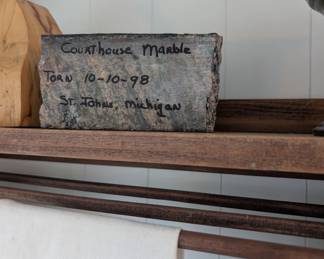 Courthouse Marble
Torn 10-10-98
St. Johns, Michigan